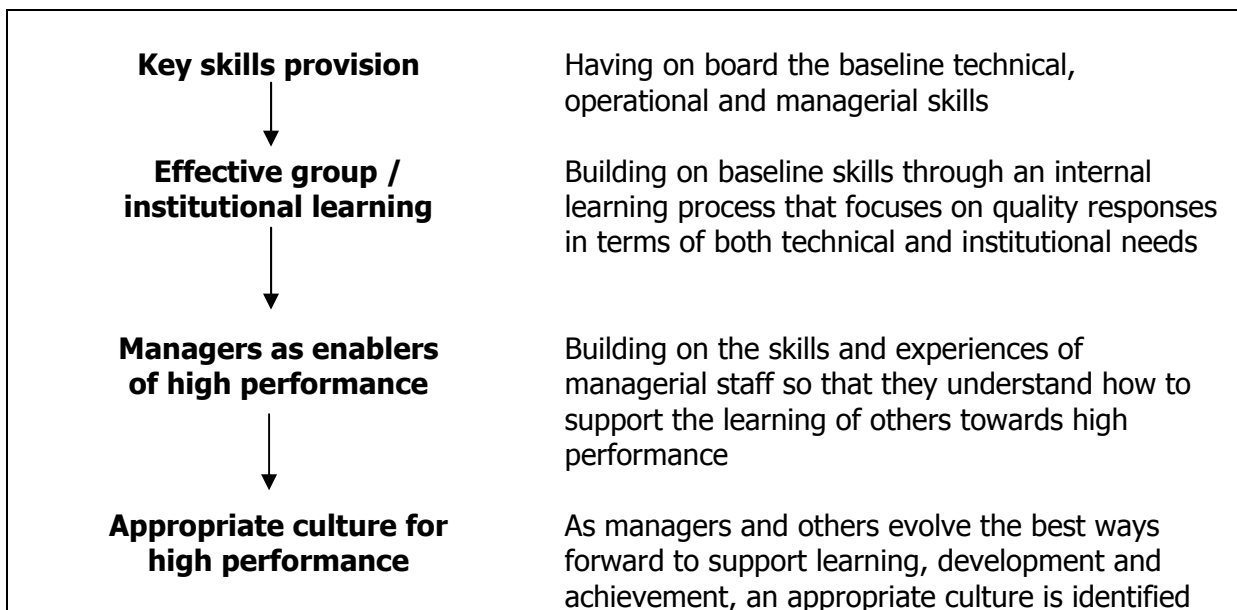 Key skills provision
Having on board the baseline technical,
operational and managerial skills
Effective group /
institutional learning
Building on baseline skills through an internal
learning process that focuses on quality responses
in terms of both technical and institutional needs
Managers as enablers
of high performance
Building on the skills and experiences of
managerial staff so that they understand how to
support the learning of others towards high
performance
Appropriate culture for
high performance
As managers and others evolve the best ways
forward to support learning, development and
achievement, an appropriate culture is identified